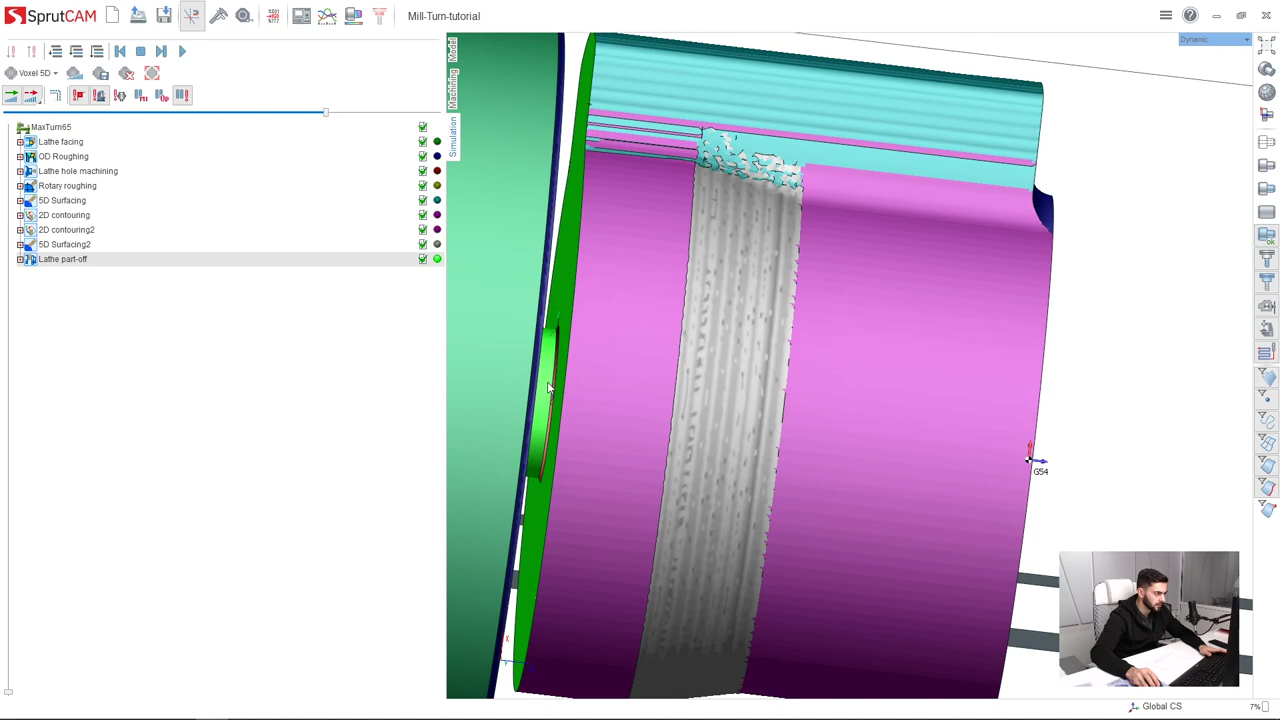 SprutCAM
Mill-Turn-tutorial
Dynamic
Voxel 5D
Model
Machining
Simulation
MaxTurn65
Lathe facing
OD Roughing
Lathe hole machining
Rotary roughing
5D Surfacing
2D contouring
2D contouring2
5D Surfacing2
Lathe part-off
G54
X
Global CS
7%